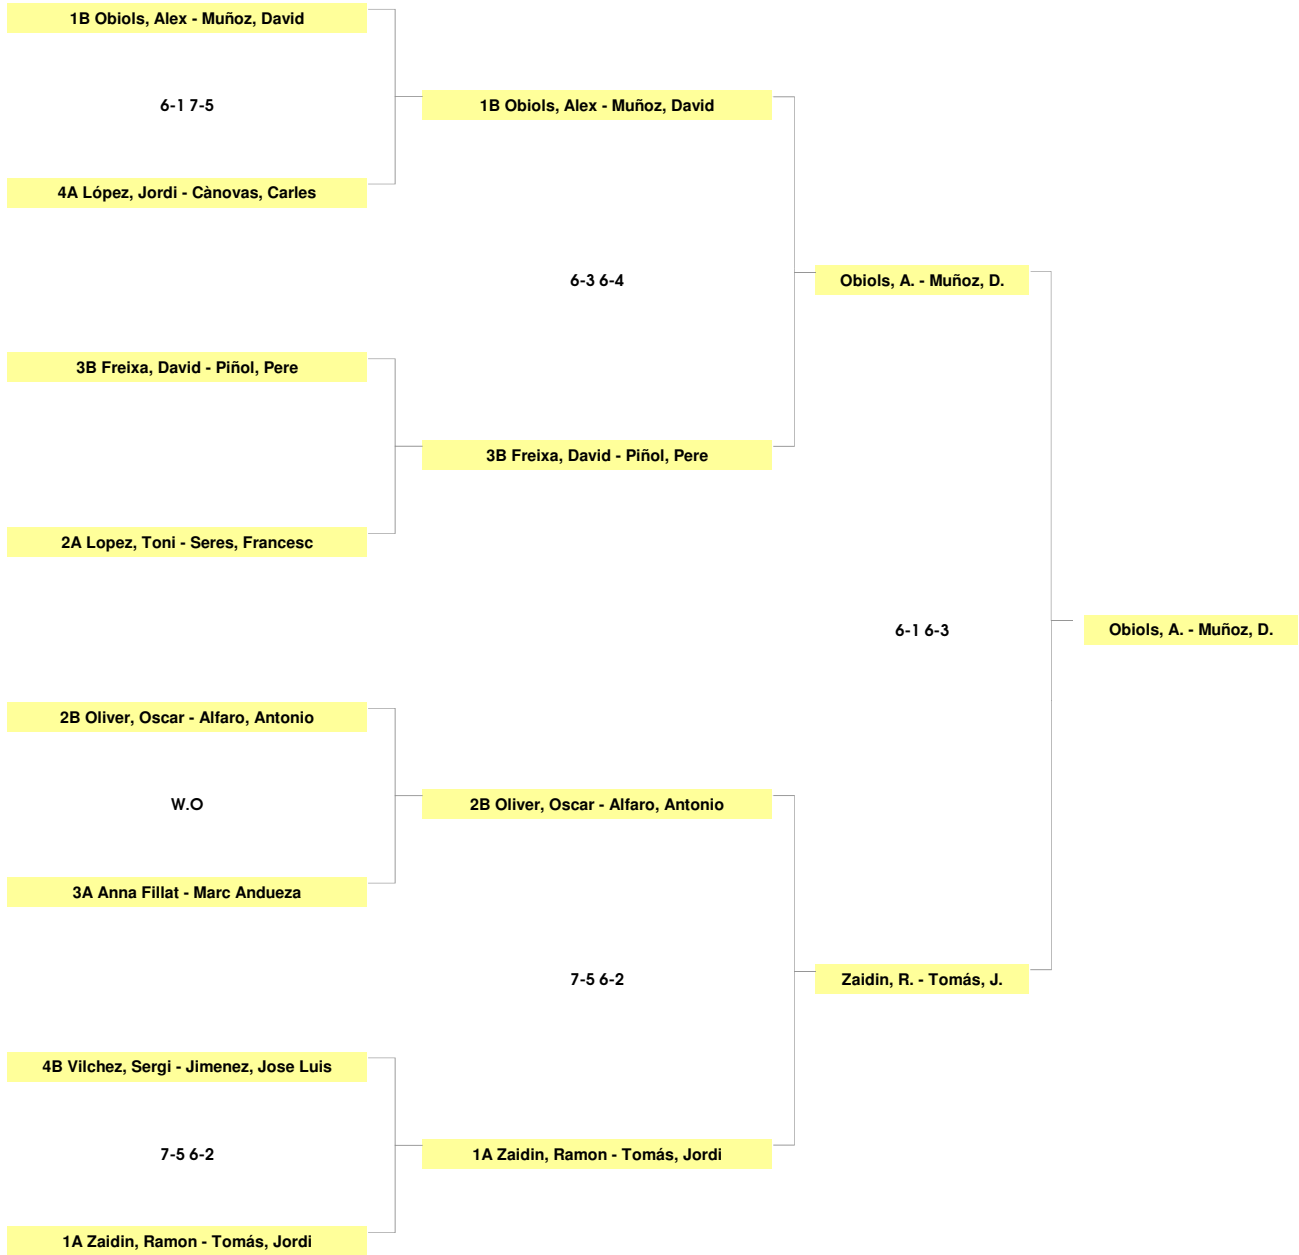 1B Obiols, Alex - Muñoz, David
6-1 7-5
1B Obiols, Alex - Muñoz, David
4A López, Jordi - Cànovas, Carles
6-3 6-4
Obiols, A. - Muñoz, D.
3B Freixa, David - Piñol, Pere
3B Freixa, David - Piñol, Pere
2A Lopez, Toni - Seres, Francesc
6-1 6-3
Obiols, A. - Muñoz, D.
2B Oliver, Oscar - Alfaro, Antonio
W.O
2B Oliver, Oscar - Alfaro, Antonio
3A Anna Fillat - Marc Andueza
7-5 6-2
Zaidin, R. - Tomás, J.
4B Vilchez, Sergi - Jimenez, Jose Luis
7-5 6-2
1A Zaidin, Ramon - Tomás, Jordi
1A Zaidin, Ramon - Tomás, Jordi